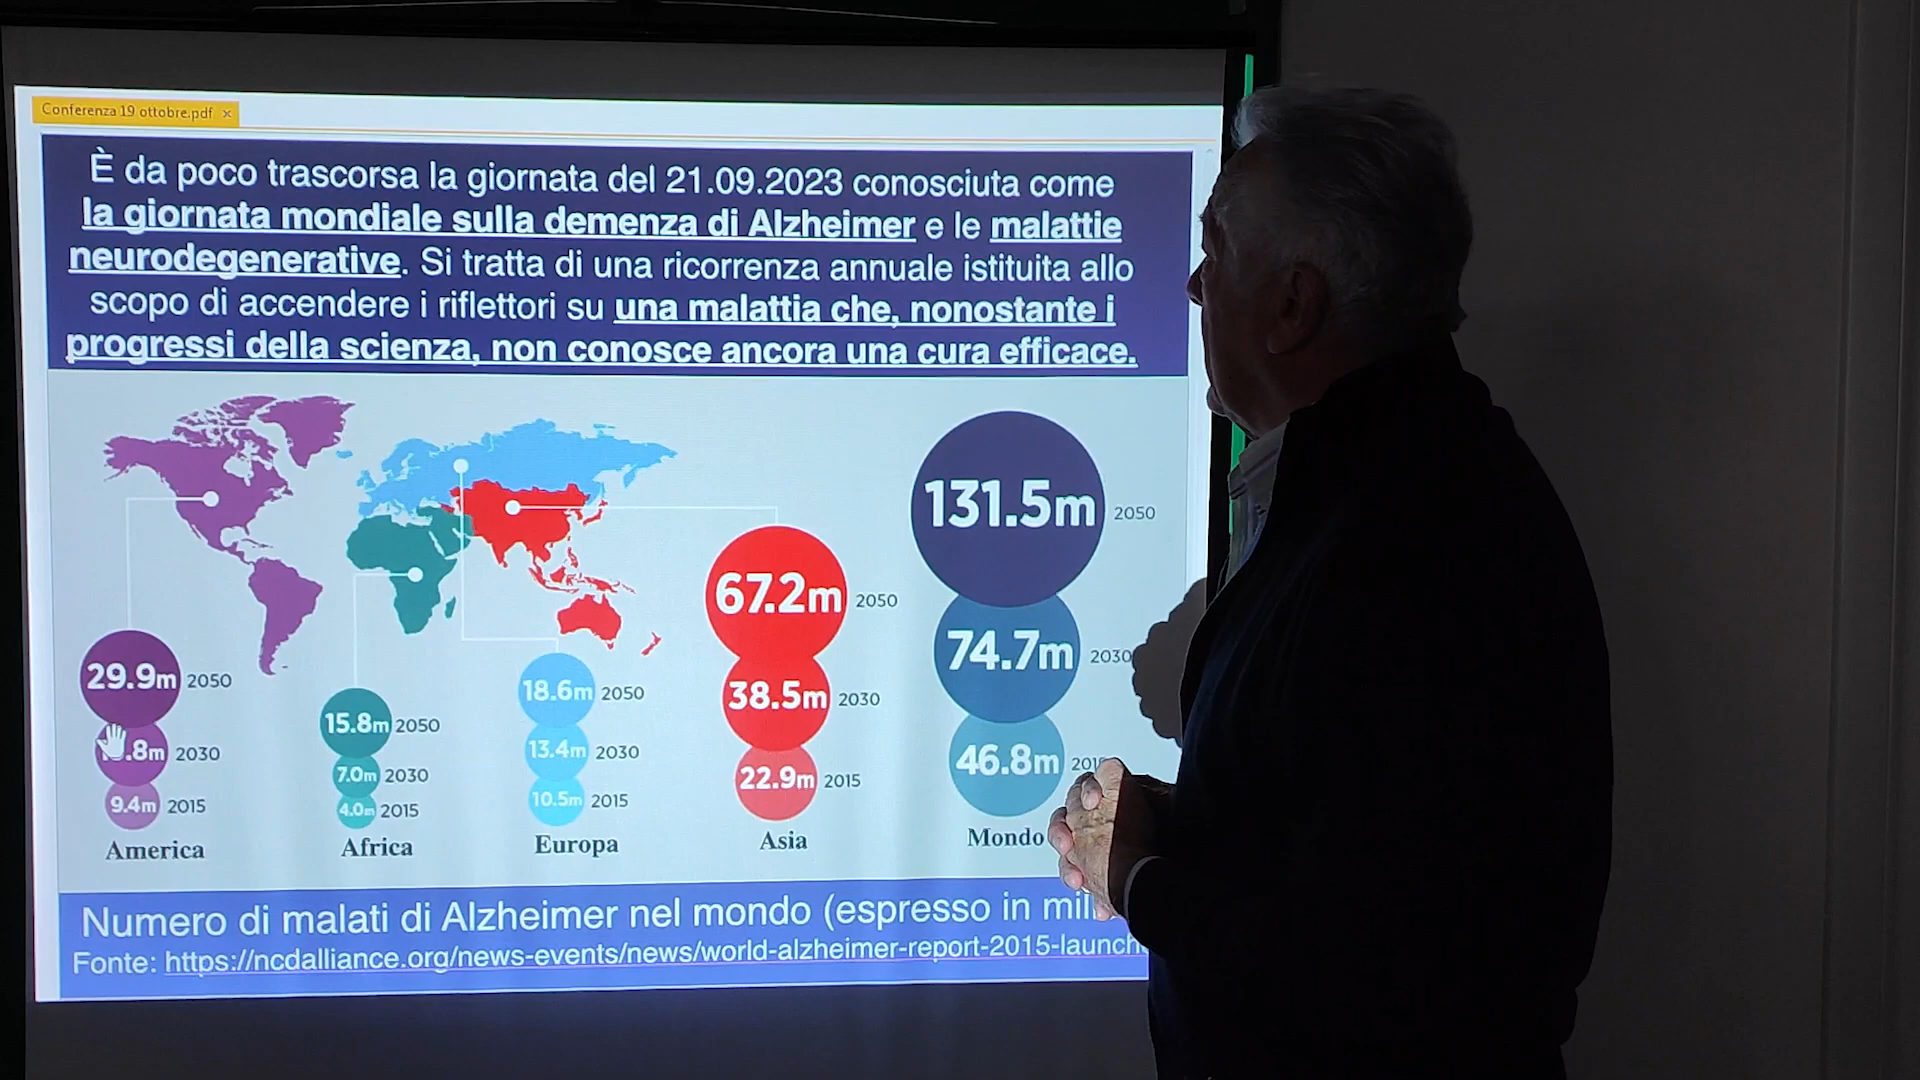 Conferenza 19 ottobre.pdf ×
È da poco trascorsa la giornata del 21.09.2023 conosciuta come
la giornata mondiale sulla demenza di Alzheimer e le malattie
neurodegenerative. Si tratta di una ricorrenza annuale istituita allo
scopo di accendere i riflettori su una malattia che, nonostante i
progressi della scienza, non conosce ancora una cura efficace.
29.9m 2050
2030
9.4m 2015
America
15.8m 2050
7.0m 2030
4.0m 2015
Africa
18.6m 2050
13.4m 2030
10.5m 2015
Europa
67.2m 2050
38.5m 2030
22.9m 2015
Asia
131.5m 2050
74.7m 2030
46.8m
Mondo
Numero di malati di Alzheimer nel mondo (espresso in
Fonte: https://ncdalliance.org/news-events/news/world-alzheimer-report-2015-launch